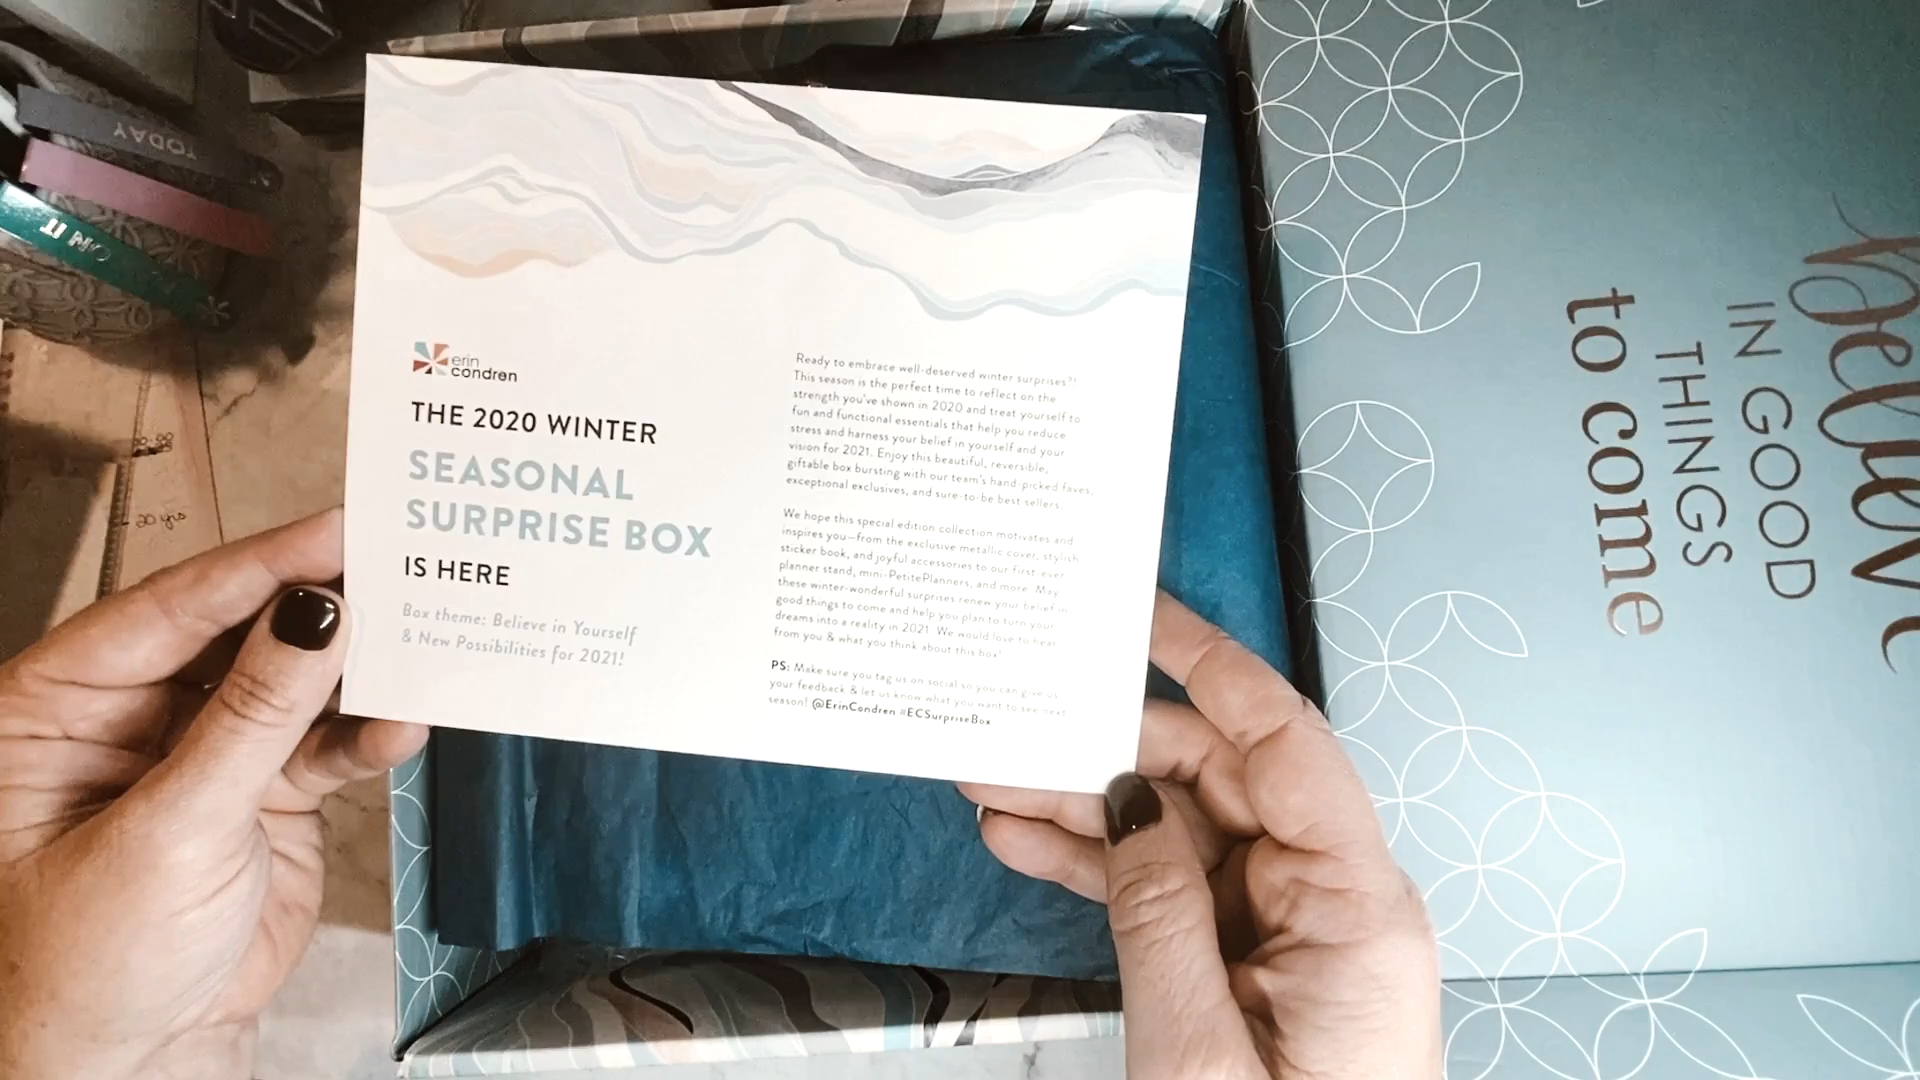 erin
condren
THE 2020 WINTER
SEASONAL
SURPRISE BOX
IS HERE
Box theme: Believe in Yourself
& New Possibilities for 2021!
Ready to embrace well-deserved winter surprises?!
This season is the perfect time to reflect on the
strength you've shown in 2020 and treat yourself to
fun and functional essentials that help you reduce
stress and harness your belief in yourself and your
vision for 2021. Enjoy this beautiful, reversible,
giftable box bursting with our team's hand-picked faves,
exceptional exclusives, and sure-to-be best sellers.
We hope this special edition collection motivates and
inspires you—from the exclusive metallic cover, stylish
sticker book, and joyful accessories to our first-ever
planner stand, mini-PetitePlanners, and more. May
these winter-wonderful surprises renew your belief in
good things to come and help you plan to turn your
dreams into a reality in 2021. We would love to hear
from you & what you think about this box!
PS: Make sure you tag us on social so you can give us
your feedback & let us know what you want to see next
season! @ErinCondren #ECSurpriseBox
Believe
IN GOOD
THINGS
to come
TODAY
CAN IT
20 yrs